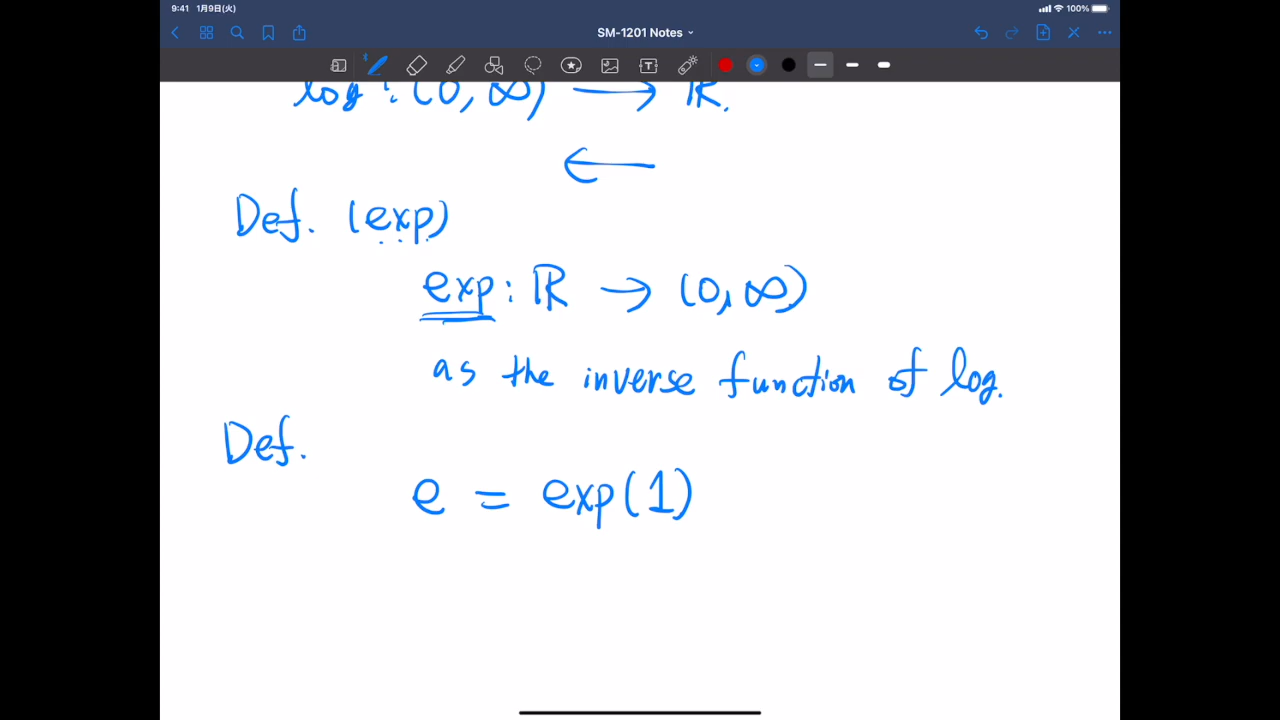 9:41 1月9日(火) 100%
SM-1201 Notes
log : (0, ∞) ⟶ ℝ.
⟵
Def. (exp)
exp : ℝ → (0, ∞)
as the inverse function of log.
Def.
e = exp(1)